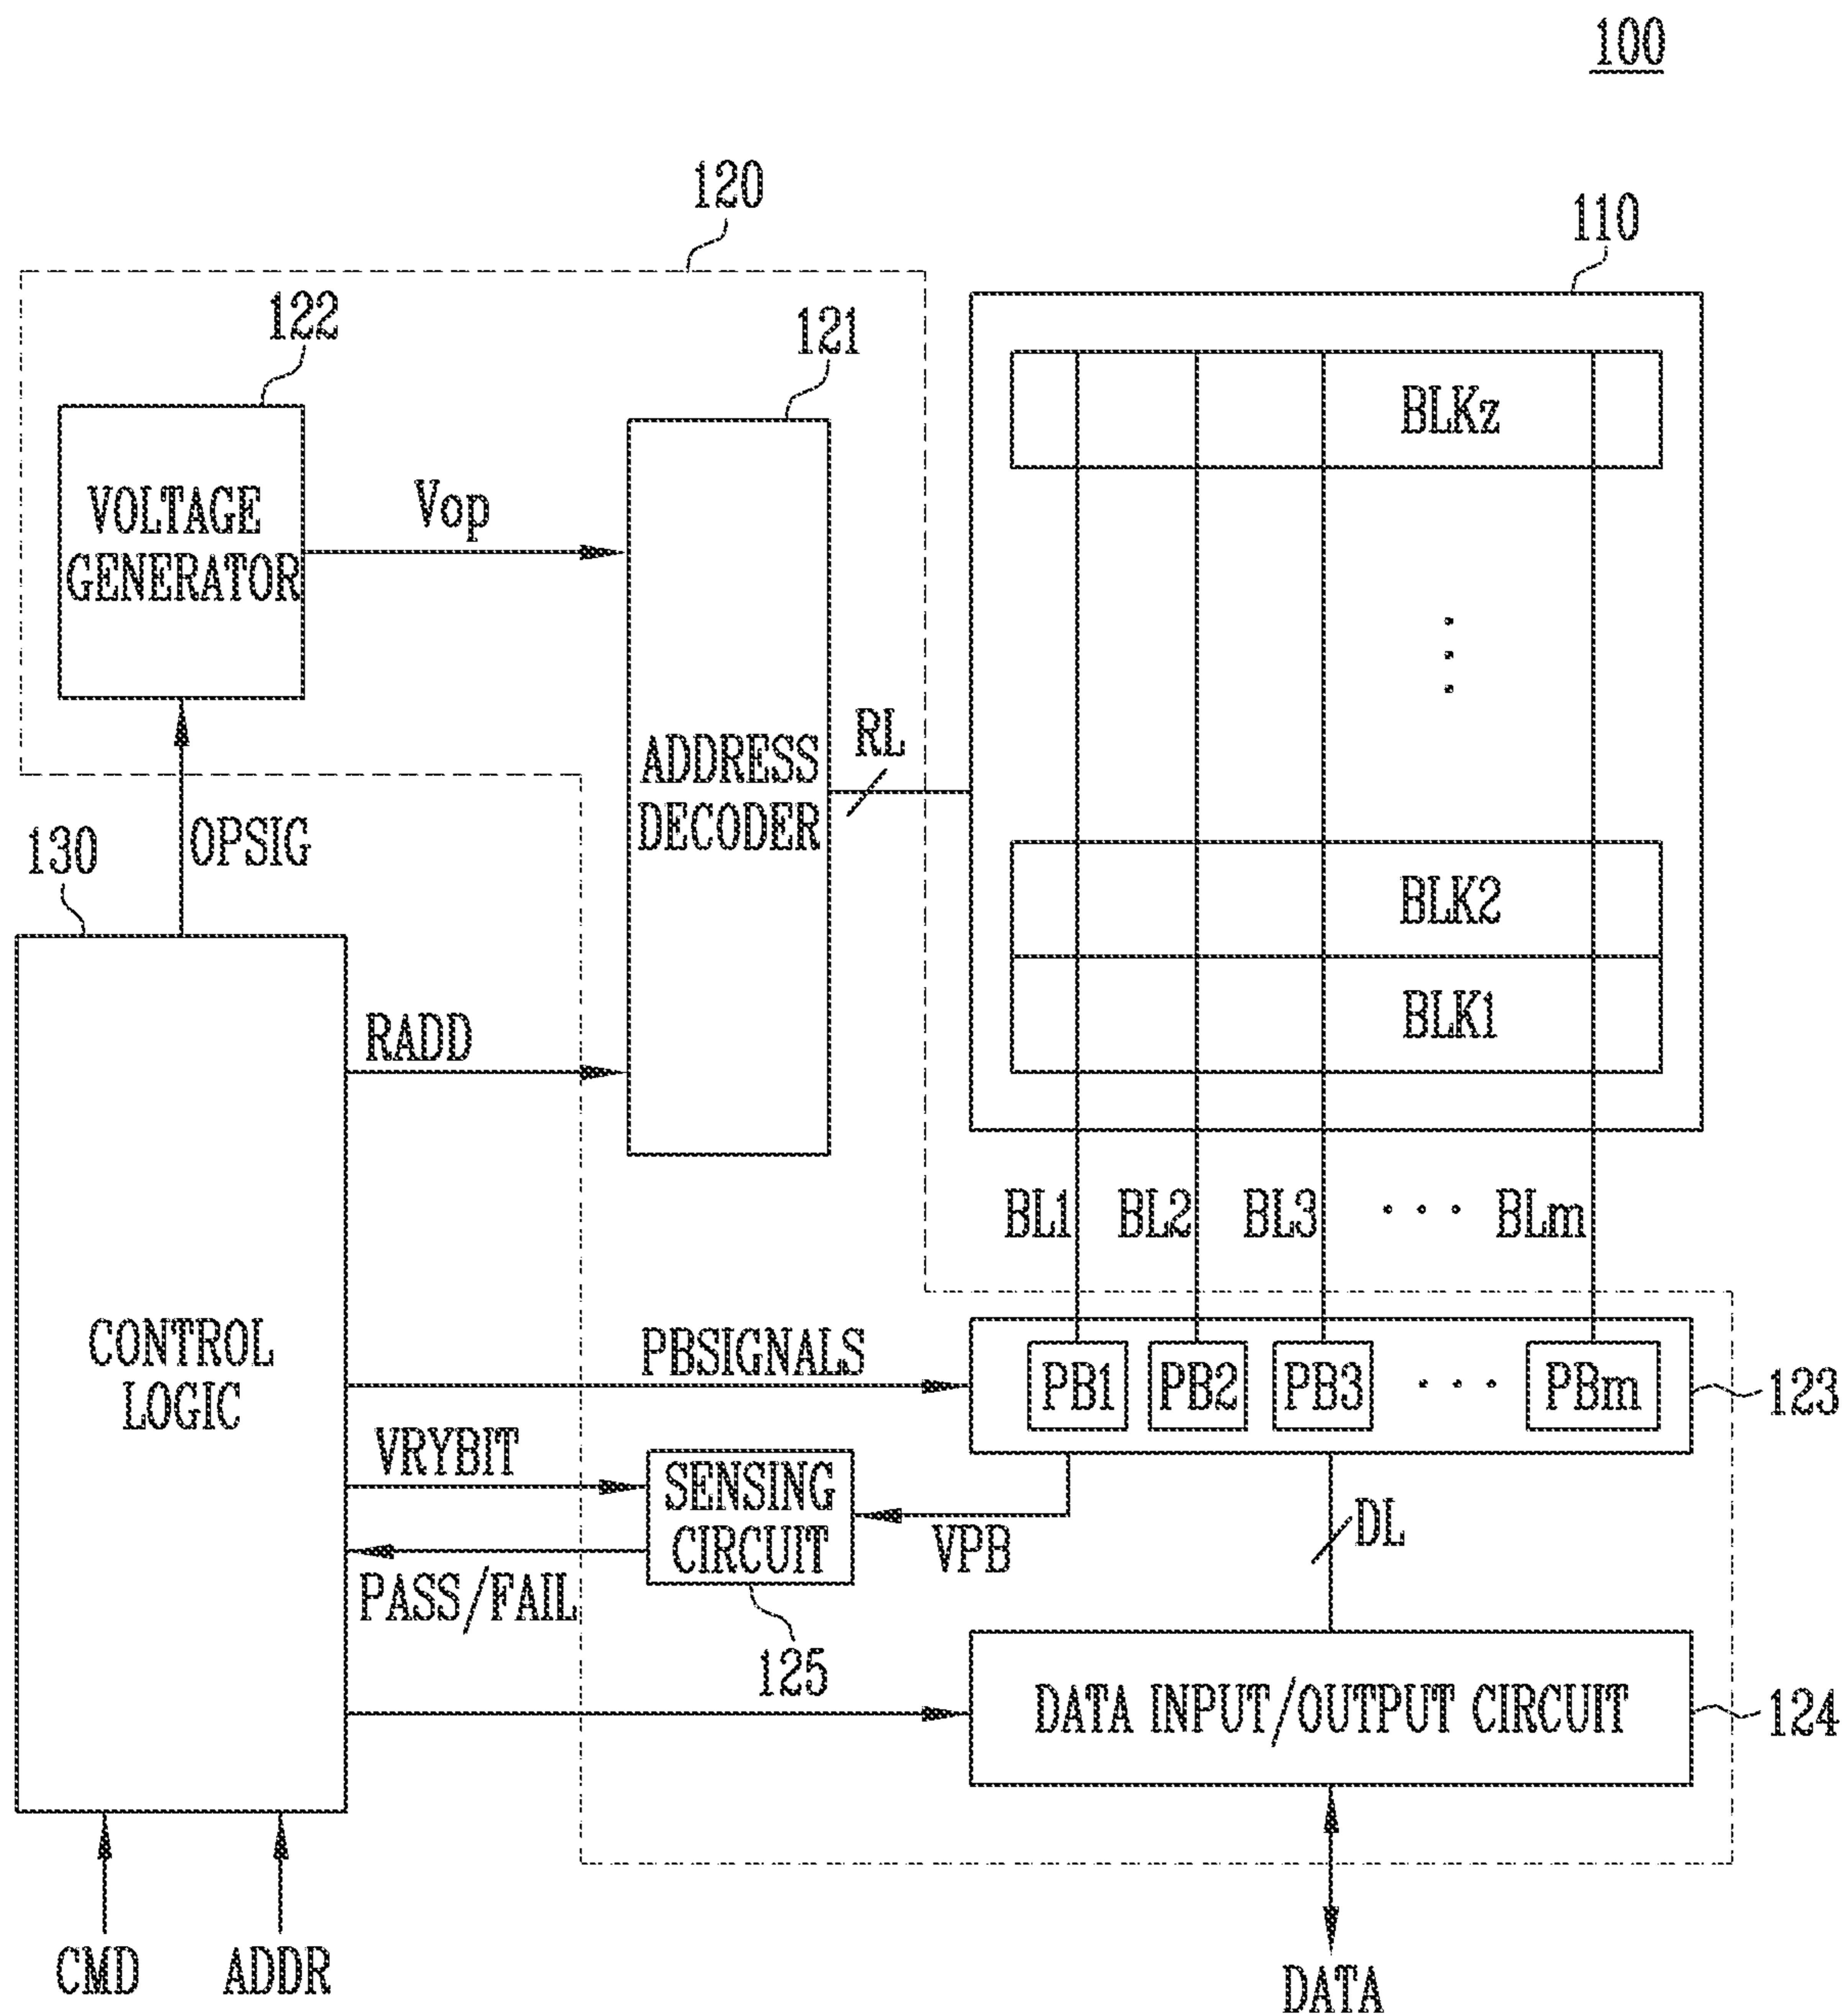 100
120
110
122
121
BLKz
VOLTAGE
GENERATOR
Vop
RL
ADDRESS
DECODER
130
OPSIG
BLK2
BLK1
RADD
BL1 BL2 BL3 ... BLm
CONTROL
LOGIC
PBSIGNALS
PB1 PB2 PB3 ... PBm
123
VRYBIT
SENSING
CIRCUIT
VPB
DL
PASS/FAIL
125
DATA INPUT/OUTPUT CIRCUIT
124
CMD
ADDR
DATA